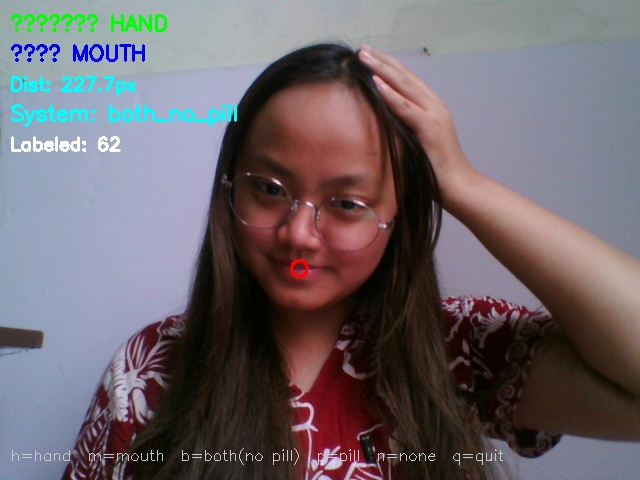 ??????? HAND
???? MOUTH
Dist: 227.7px
System: both_no_pill
Labeled: 62
h=hand m=mouth b=both(no pill) p=pill n=none q=quit